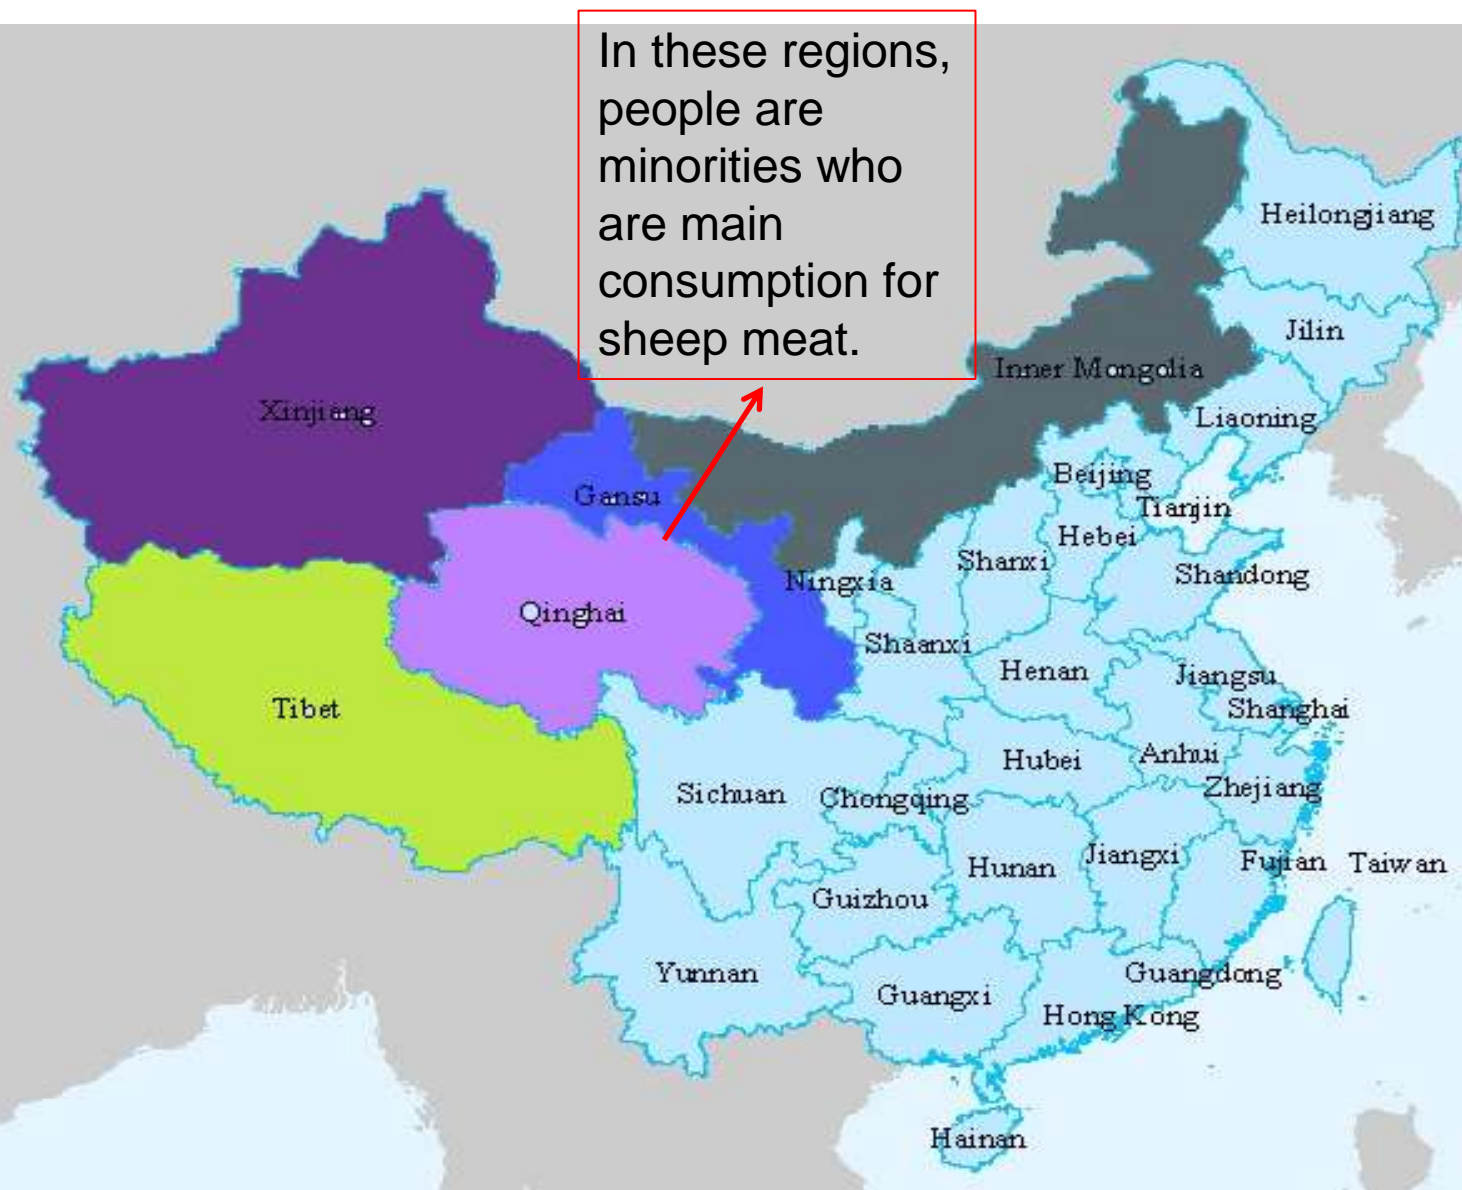 In these regions,
people are
minorities who
are main
consumption for
sheep meat.
Heilongjiang
Jilin
Inner Mongolia
Xinjiang
Liaoning
Beijing
Gansu
Tianjin
Hebei
Shanxi
Ningxia
Shandong
Qinghai
Shaanxi
Henan
Jiangsu
Tibet
Shanghai
Hubei
Anhui
Zhejiang
Sichuan
Chongqing
Jiangxi
Hunan
Fujian
Taiwan
Guizhou
Yunnan
Guangdong
Guangxi
Hong Kong
Hainan